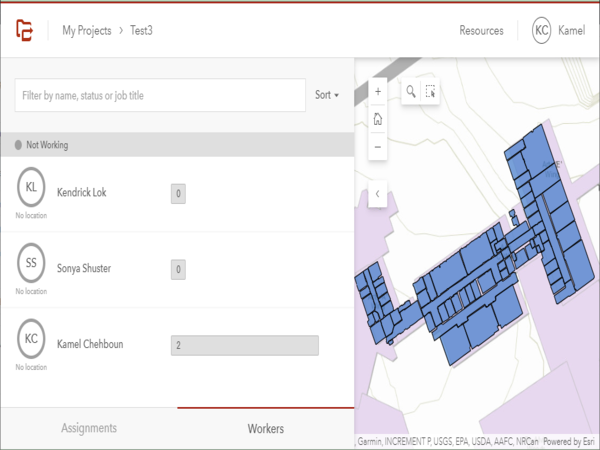 My Projects > Test3
Resources
KC Kamel
Filter by name, status or job title
Sort
Not Working
KL
Kendrick Lok
0
No location
SS
Sonya Shuster
0
No location
KC
Kamel Chehboun
2
No location
Assignments
Workers
, Garmin, INCREMENT P, USGS, EPA, USDA, AAFC, NRCan Powered by Esri